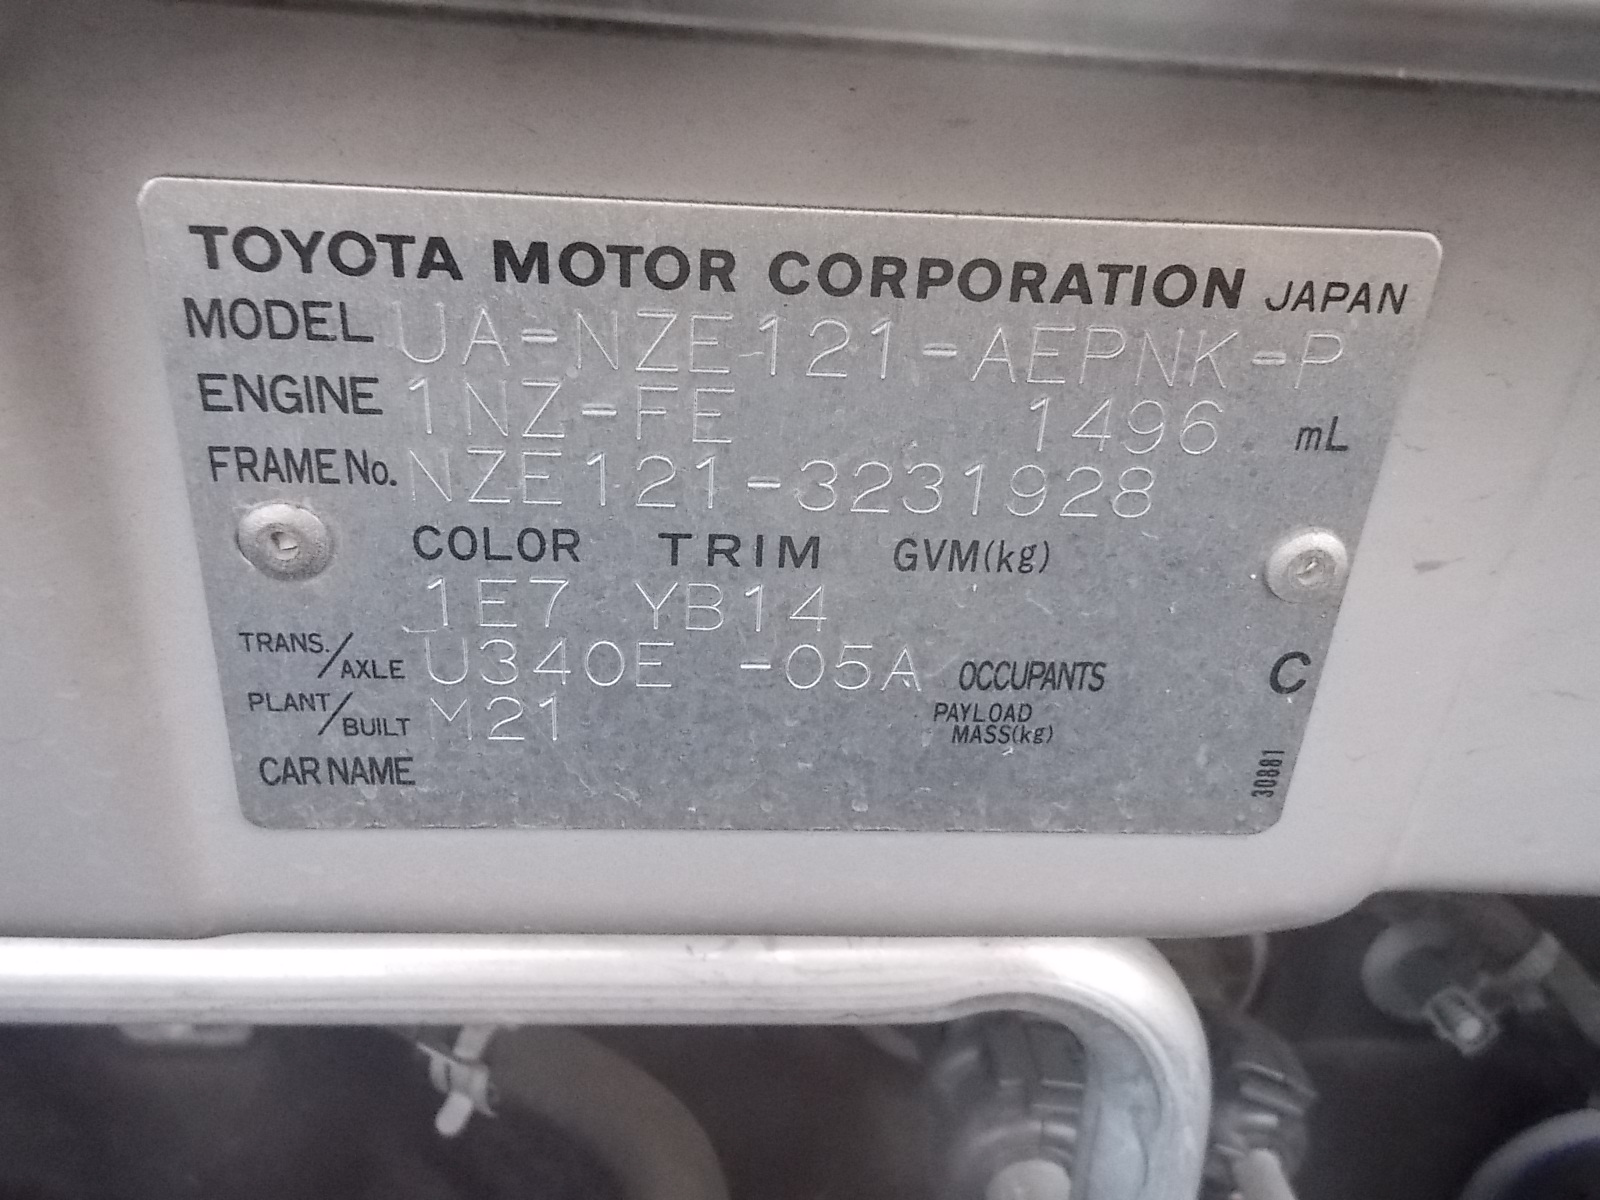 TOYOTA MOTOR CORPORATION JAPAN
MODEL UA-NZE121-AEPNK-P
ENGINE 1NZ-FE 1496 mL
FRAME No. NZE121-3231928
COLOR TRIM GVM(kg)
1E7 YB14
TRANS./AXLE U340E -05A OCCUPANTS C
PLANT/BUILT M21 PAYLOAD MASS(kg)
CAR NAME
30881